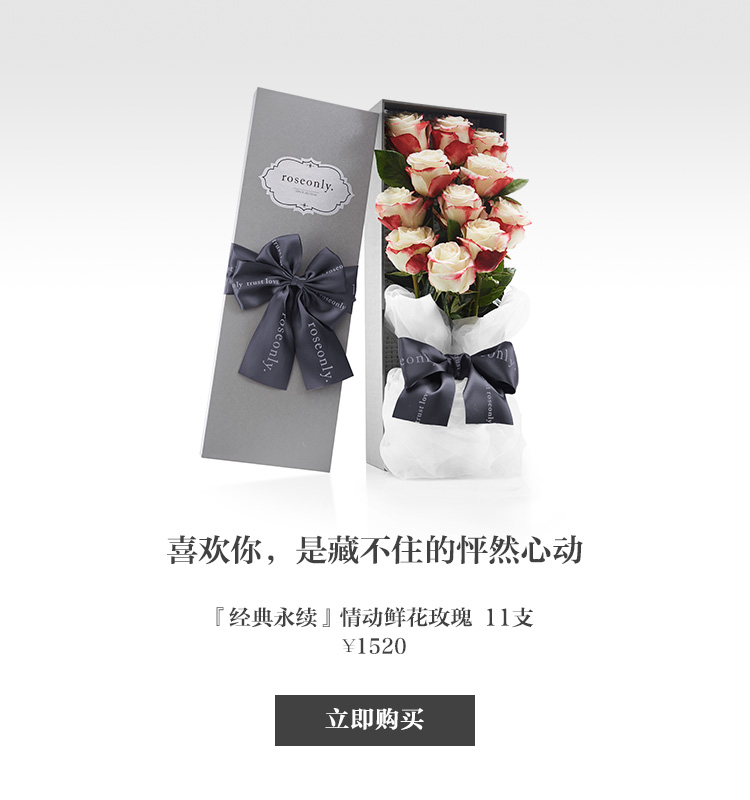 roseonly.
trust love
roseonly.
roseonly.
trust love
roseonly.
喜欢你，是藏不住的怦然心动
『经典永续』情动鲜花玫瑰 11支
¥1520
立即购买